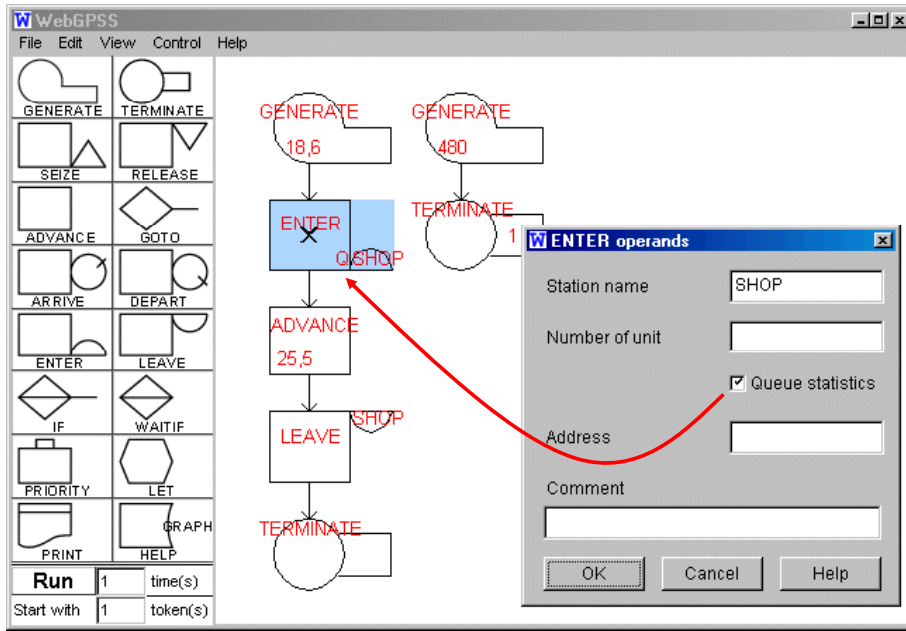 WebGPSS
File Edit View Control Help
GENERATE TERMINATE
SEIZE RELEASE
ADVANCE GOTO
ARRIVE DEPART
ENTER LEAVE
IF WAITIF
PRIORITY LET
GRAPH
PRINT HELP
Run 1 time(s)
Start with 1 token(s)
GENERATE
18,6
ENTER
Q SHOP
ADVANCE
25,5
SHOP
LEAVE
TERMINATE
GENERATE
480
TERMINATE
1
ENTER operands
Station name SHOP
Number of unit
Queue statistics
Address
Comment
OK Cancel Help